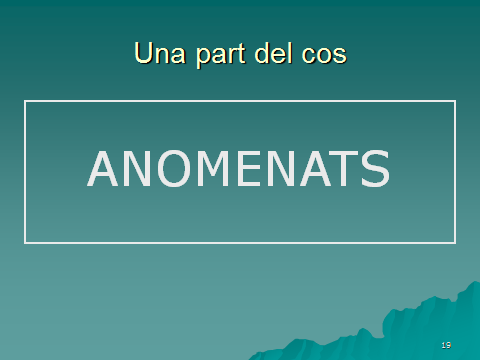 Una part del cos
ANOMENATS
19